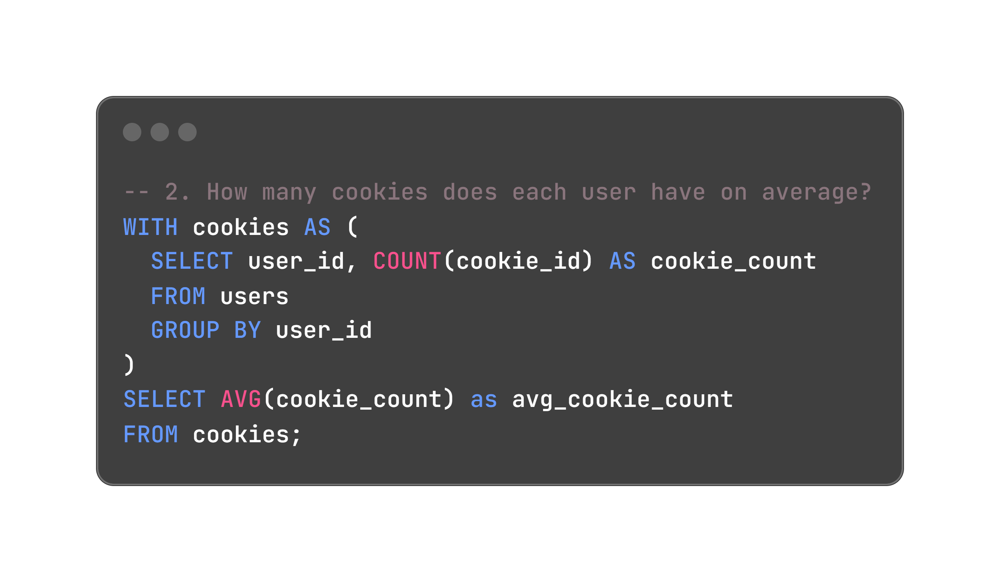 -- 2. How many cookies does each user have on average?
WITH cookies AS (
  SELECT user_id, COUNT(cookie_id) AS cookie_count
  FROM users
  GROUP BY user_id
)
SELECT AVG(cookie_count) as avg_cookie_count
FROM cookies;